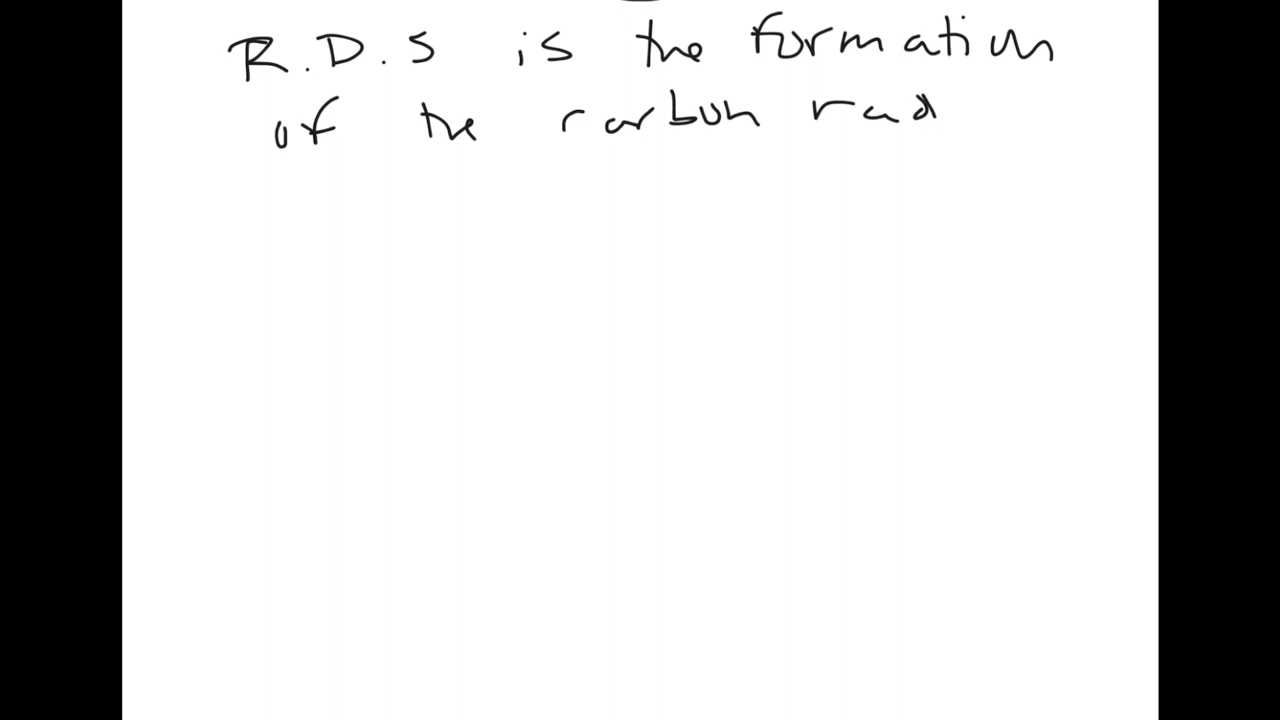 R.D.S is the formation
of the carbon rad